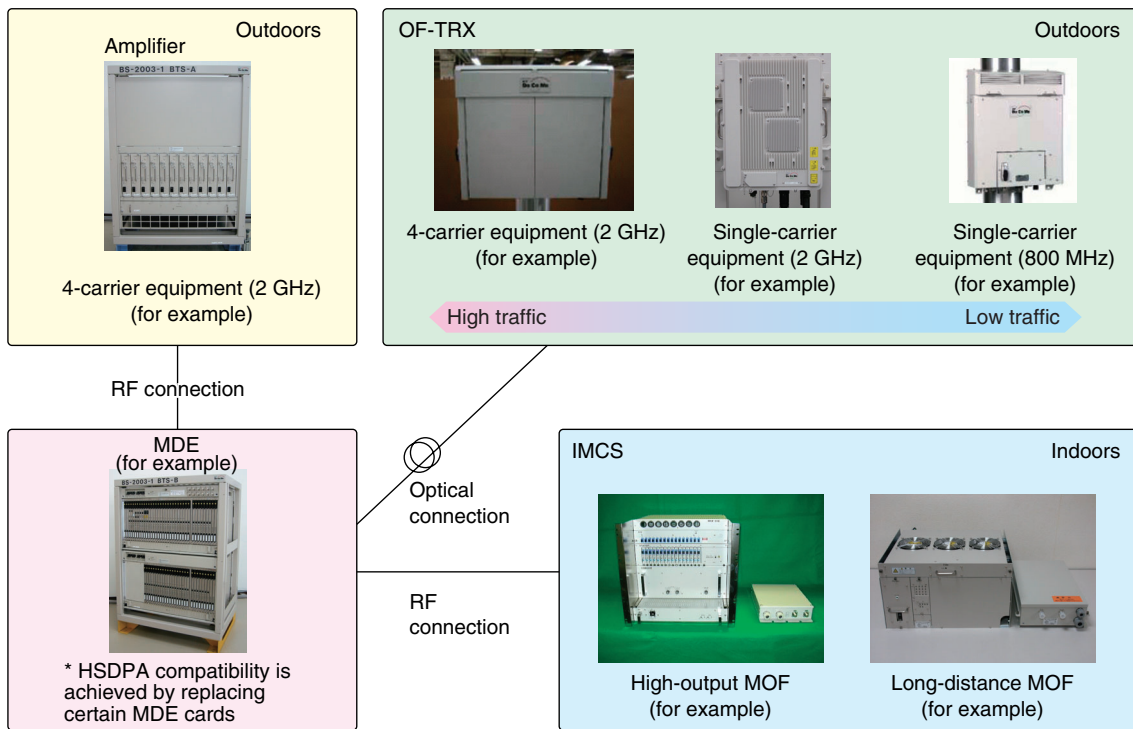 Outdoors
Amplifier
BS-2003-1 BTS-A
4-carrier equipment (2 GHz)
(for example)
OF-TRX
Outdoors
4-carrier equipment (2 GHz)
(for example)
Single-carrier
equipment (2 GHz)
(for example)
Single-carrier
equipment (800 MHz)
(for example)
High traffic
Low traffic
RF connection
MDE
(for example)
BS-2003-1 BTS-B
* HSDPA compatibility is
achieved by replacing
certain MDE cards
Optical
connection
RF
connection
IMCS
Indoors
High-output MOF
(for example)
Long-distance MOF
(for example)